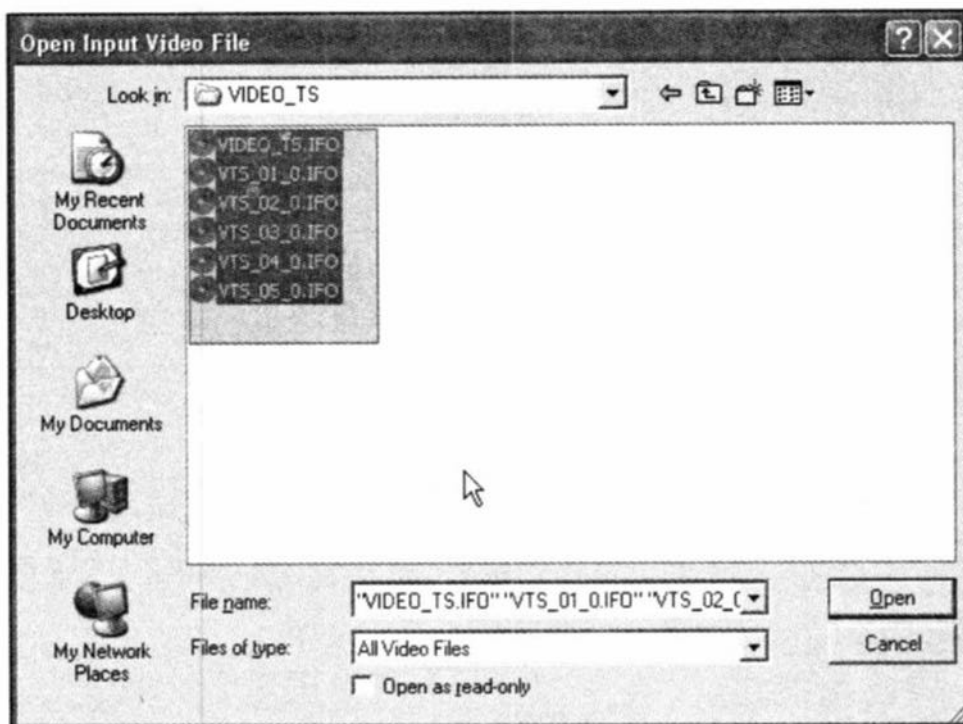 Open Input Video File
Look in: VIDEO_TS
VIDEO_TS.IFO
VTS_01_0.IFO
VTS_02_0.IFO
VTS_03_0.IFO
VTS_04_0.IFO
VTS_05_0.IFO
My Recent
Documents
Desktop
My Documents
My Computer
My Network
Places
File name: "VIDEO_TS.IFO" "VTS_01_0.IFO" "VTS_02_0
Open
Files of type: All Video Files
Cancel
Open as read-only